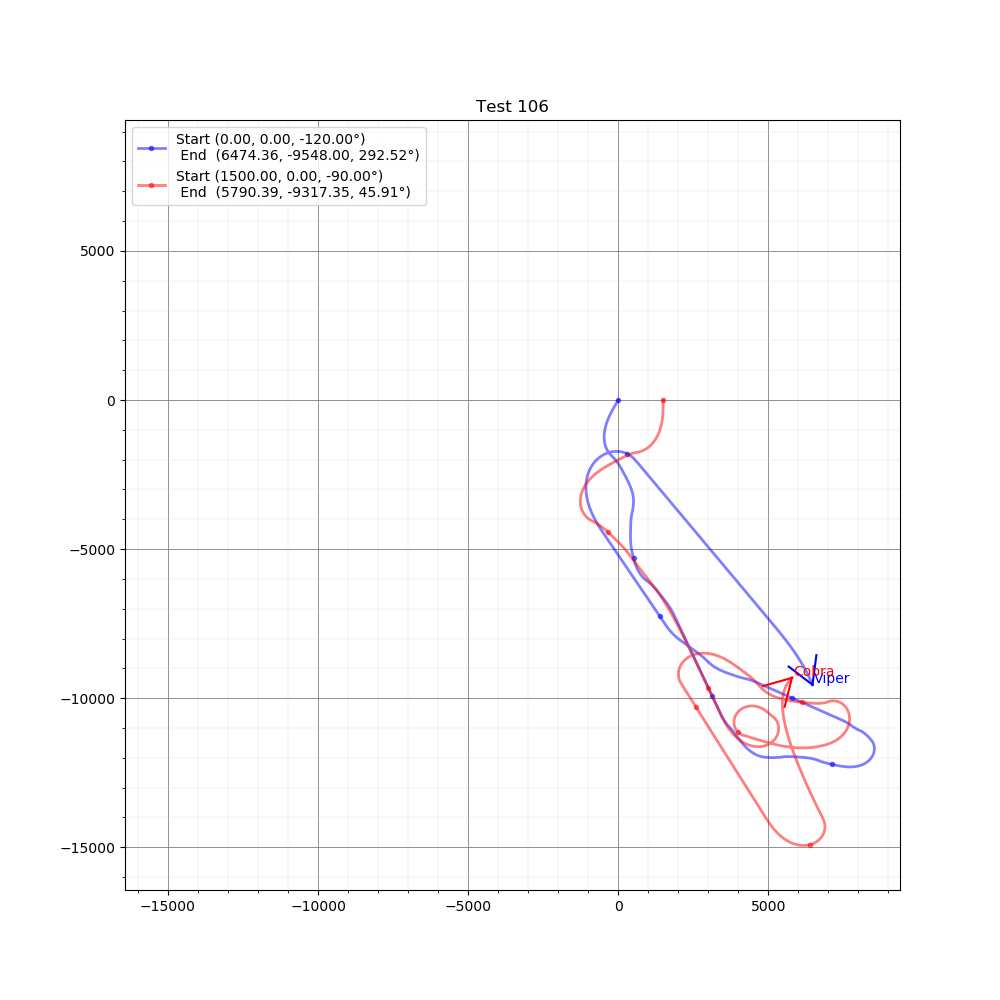 Test 106
Start (0.00, 0.00, -120.00°)
End  (6474.36, -9548.00, 292.52°)
Start (1500.00, 0.00, -90.00°)
End  (5790.39, -9317.35, 45.91°)
5000
0
−5000
−10000
−15000
Cobra
Viper
−15000
−10000
−5000
0
5000